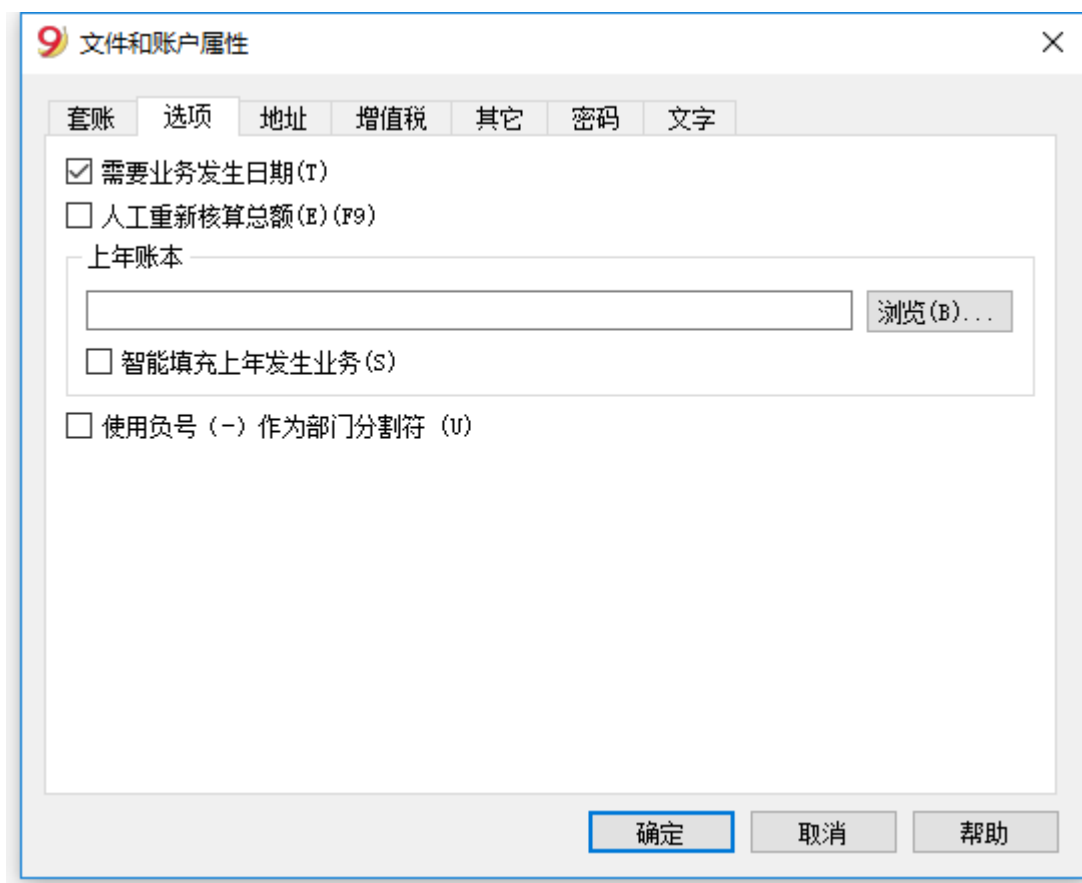 9 文件和账户属性
套账 选项 地址 增值税 其它 密码 文字
需要业务发生日期(T)
人工重新核算总额(E)(F9)
上年账本
浏览(B)...
智能填充上年发生业务(S)
使用负号 (-) 作为部门分割符 (U)
确定 取消 帮助